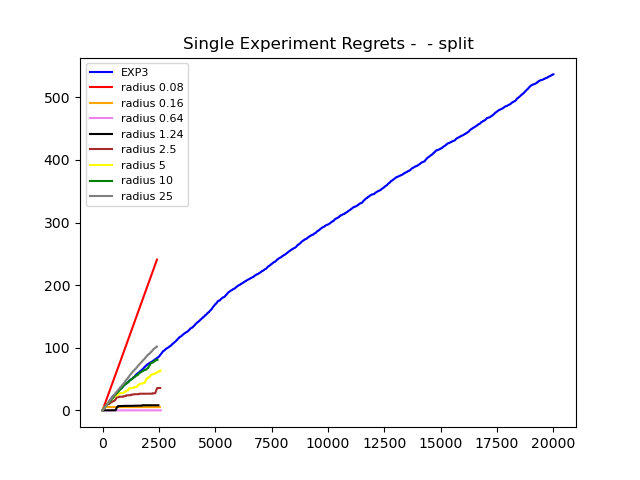 Single Experiment Regrets -  - split
EXP3
radius 0.08
radius 0.16
radius 0.64
radius 1.24
radius 2.5
radius 5
radius 10
radius 25
500
400
300
200
100
0
0 2500 5000 7500 10000 12500 15000 17500 20000